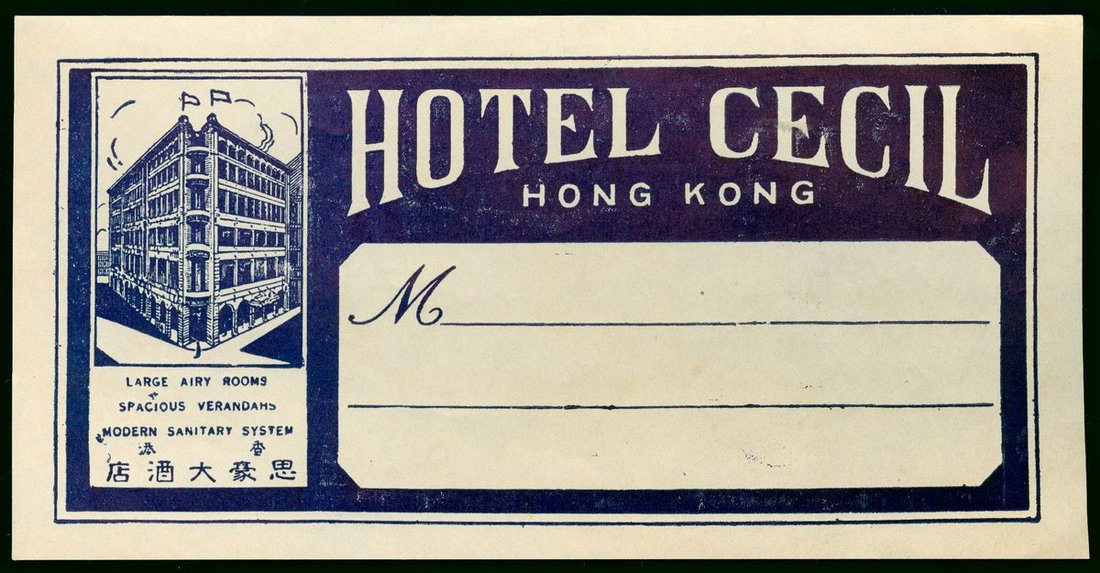 HOTEL CECIL
HONG KONG
M
LARGE AIRY ROOMS
SPACIOUS VERANDAHS
MODERN SANITARY SYSTEM
香港
思豪大酒店